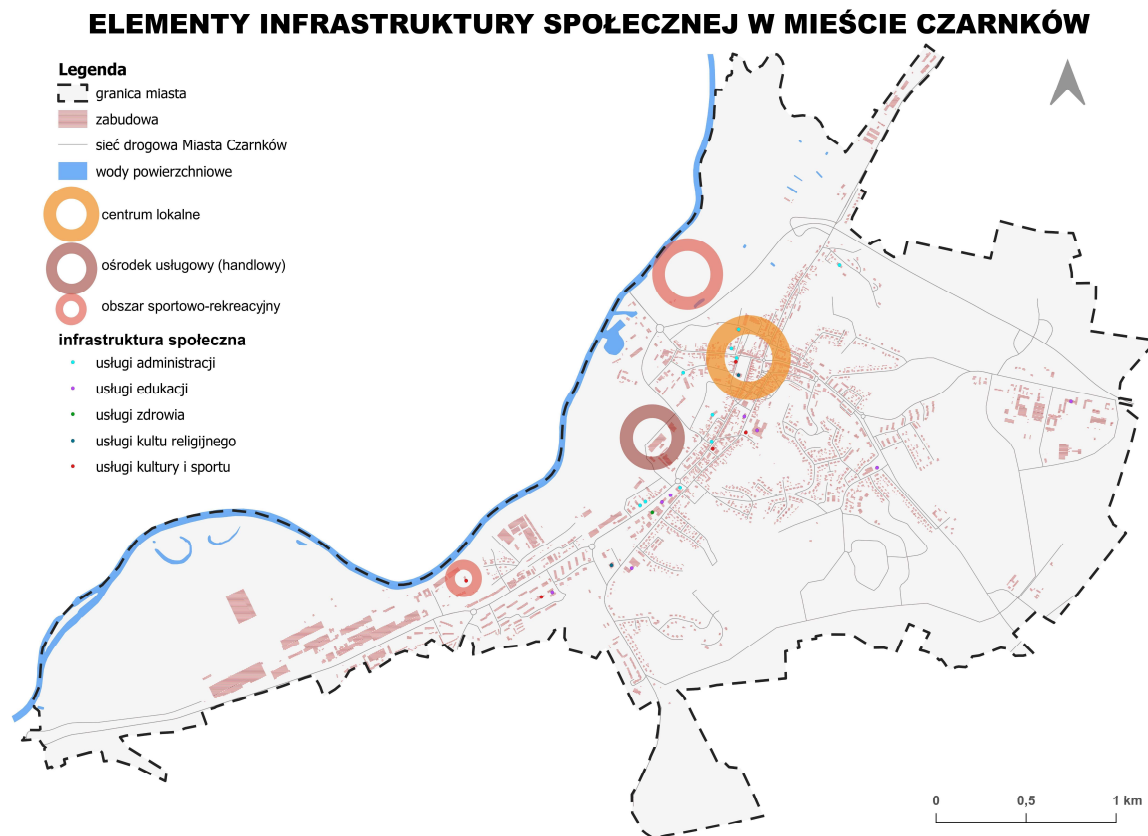 ELEMENTY INFRASTRUKTURY SPOŁECZNEJ W MIEŚCIE CZARNKÓW
Legenda
granica miasta
zabudowa
sieć drogowa Miasta Czarnków
wody powierzchniowe
centrum lokalne
ośrodek usługowy (handlowy)
obszar sportowo-rekreacyjny
infrastruktura społeczna
usługi administracji
usługi edukacji
usługi zdrowia
usługi kultu religijnego
usługi kultury i sportu
0 0,5 1 km